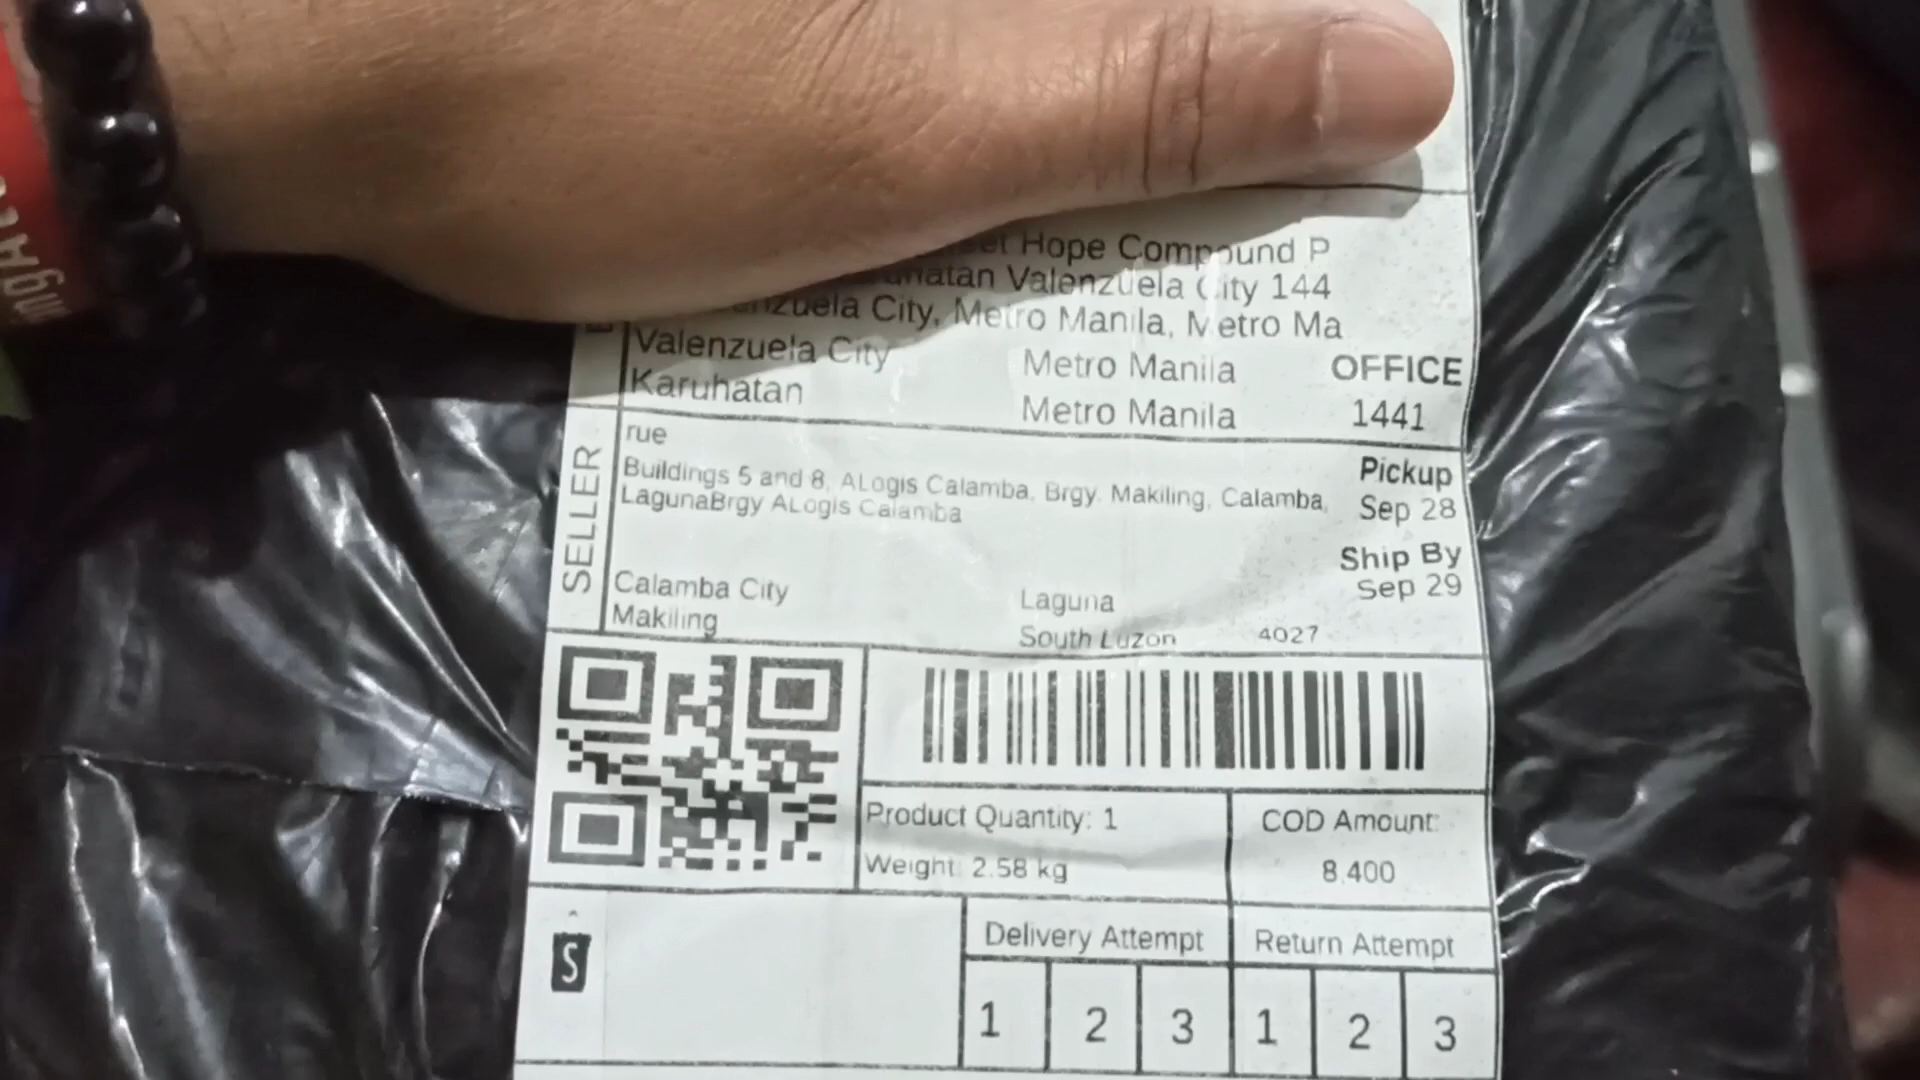 Hope Compound P
Valenzuela City 144
City, Metro Manila, Metro Ma
Valenzuela City Metro Manila OFFICE
Karuhatan Metro Manila 1441
SELLER
rue
Buildings 5 and 8, ALogis Calamba, Brgy. Makiling, Calamba,
LagunaBrgy ALogis Calamba
Pickup
Sep 28
Ship By
Sep 29
Calamba City Laguna
Makiling South Luzon 4027
Product Quantity: 1
Weight: 2.58 kg
COD Amount:
8,400
S
Delivery Attempt Return Attempt
1 2 3 1 2 3